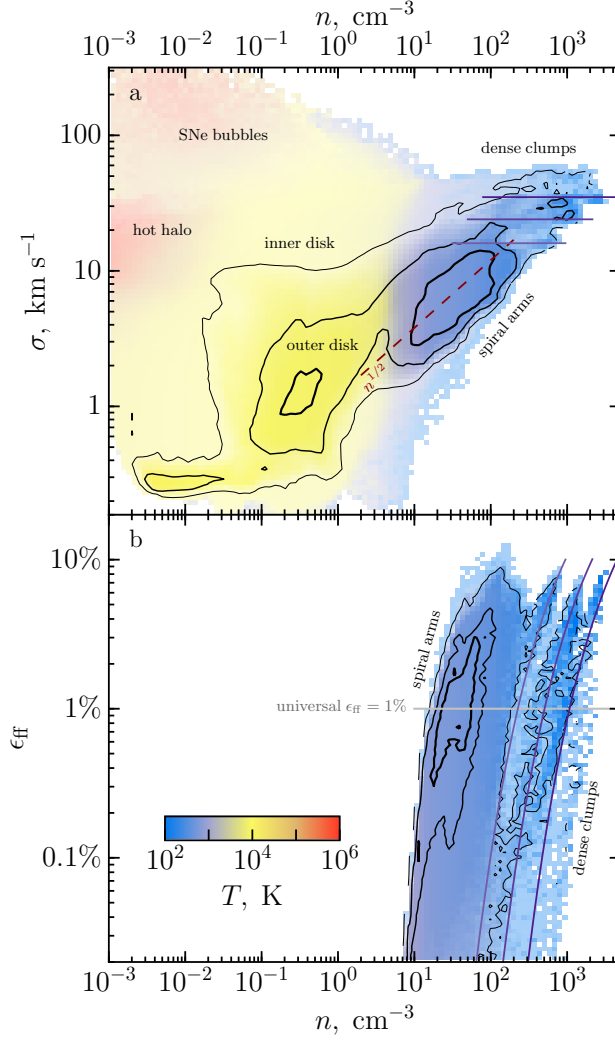 n, cm⁻³
10⁻³ 10⁻² 10⁻¹ 10⁰ 10¹ 10² 10³
a
SNe bubbles
dense clumps
hot halo
inner disk
outer disk
spiral arms
n^{1/2}
100
10
1
σ, km s⁻¹
b
10%
1%
0.1%
ϵ_ff
spiral arms
universal ϵ_ff = 1%
dense clumps
10² 10⁴ 10⁶
T, K
10⁻³ 10⁻² 10⁻¹ 10⁰ 10¹ 10² 10³
n, cm⁻³